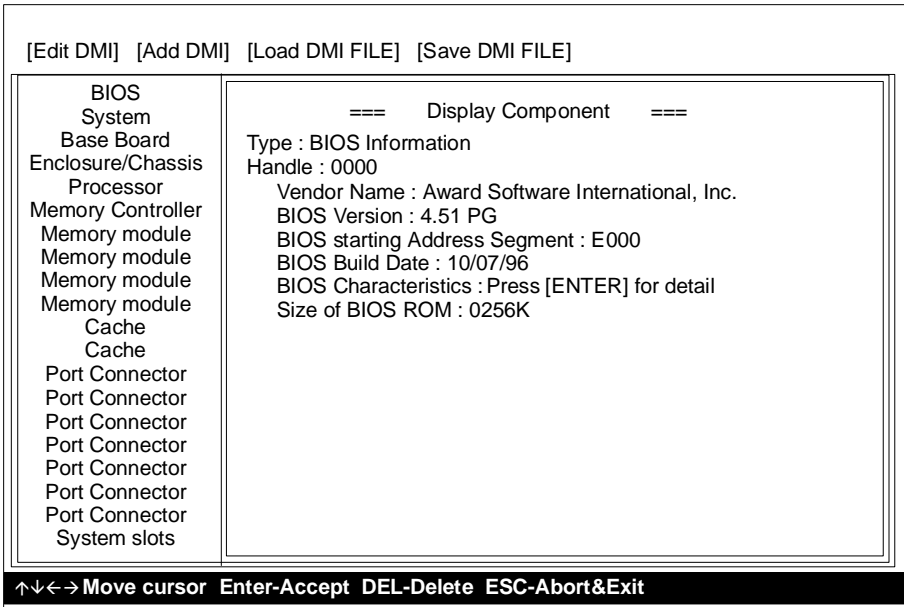 [Edit DMI] [Add DMI] [Load DMI FILE] [Save DMI FILE]
BIOS
System
Base Board
Enclosure/Chassis
Processor
Memory Controller
Memory module
Memory module
Memory module
Memory module
Cache
Cache
Port Connector
Port Connector
Port Connector
Port Connector
Port Connector
Port Connector
Port Connector
System slots
=== Display Component ===
Type : BIOS Information
Handle : 0000
Vendor Name : Award Software International, Inc.
BIOS Version : 4.51 PG
BIOS starting Address Segment : E000
BIOS Build Date : 10/07/96
BIOS Characteristics : Press [ENTER] for detail
Size of BIOS ROM : 0256K
↑↓←→ Move cursor Enter-Accept DEL-Delete ESC-Abort&Exit